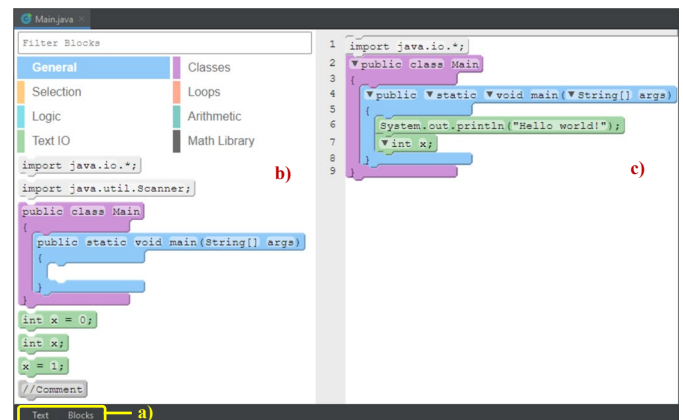 Main.java
Filter Blocks
General
Classes
Selection
Loops
Logic
Arithmetic
Text IO
Math Library
import java.io.*;
b)
import java.util.Scanner;
public class Main
{
public static void main(String[] args)
{
}
}
int x = 0;
int x;
x = 1;
//Comment
Text Blocks a)
1 import java.io.*;
2 ▼public class Main
3 {
4 ▼public ▼static ▼void main(▼String[] args)
5 {
6 System.out.println("Hello world!");
7 ▼int x;
8 }
9 }
c)